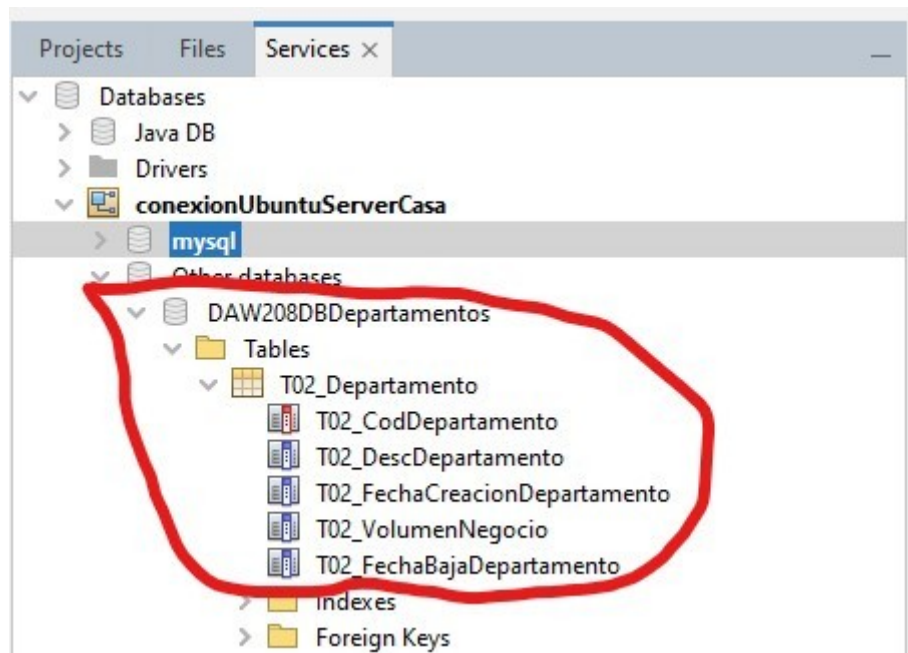 Projects Files Services
Databases
Java DB
Drivers
conexionUbuntuServerCasa
mysql
Other databases
DAW208DBDepartamentos
Tables
T02_Departamento
T02_CodDepartamento
T02_DescDepartamento
T02_FechaCreacionDepartamento
T02_VolumenNegocio
T02_FechaBajaDepartamento
Indexes
Foreign Keys